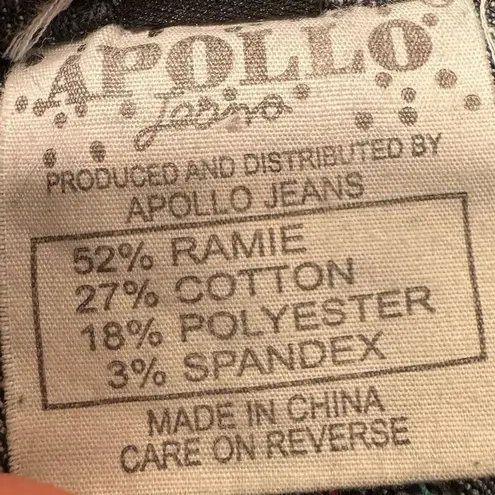 APOLLO
Jeans
PRODUCED AND DISTRIBUTED BY
APOLLO JEANS
52% RAMIE
27% COTTON
18% POLYESTER
3% SPANDEX
MADE IN CHINA
CARE ON REVERSE